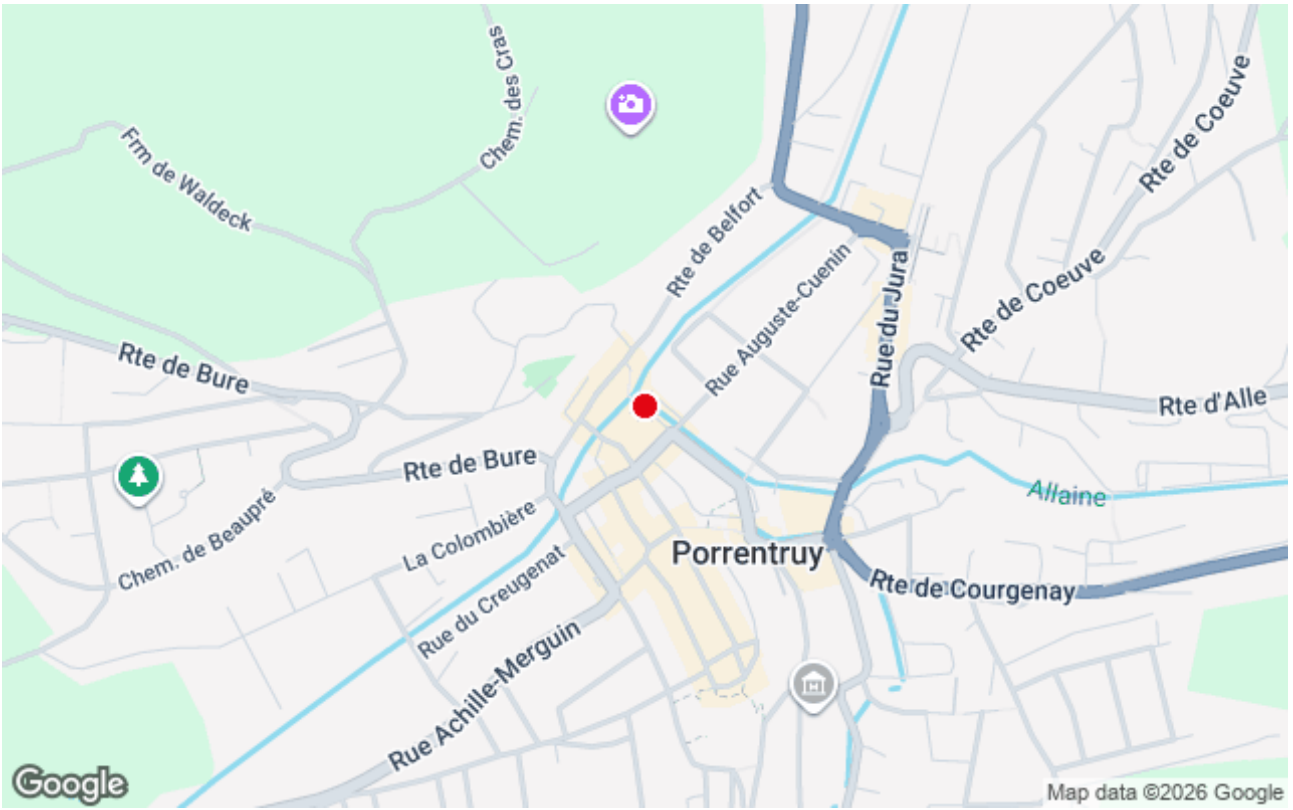 Chem. des Cras
Frm de Waldeck
Rte de Coeuve
Rte de Belfort
Rue Auguste-Cuenin
Rue du Jura
Rte de Coeuve
Rte de Bure
Rte d'Alle
Rte de Bure
Allaine
Chem. de Beaupré
La Colombière
Porrentruy
Rue du Creugenat
Rte de Courgenay
Rue Achille-Merguin
Google
Map data ©2026 Google